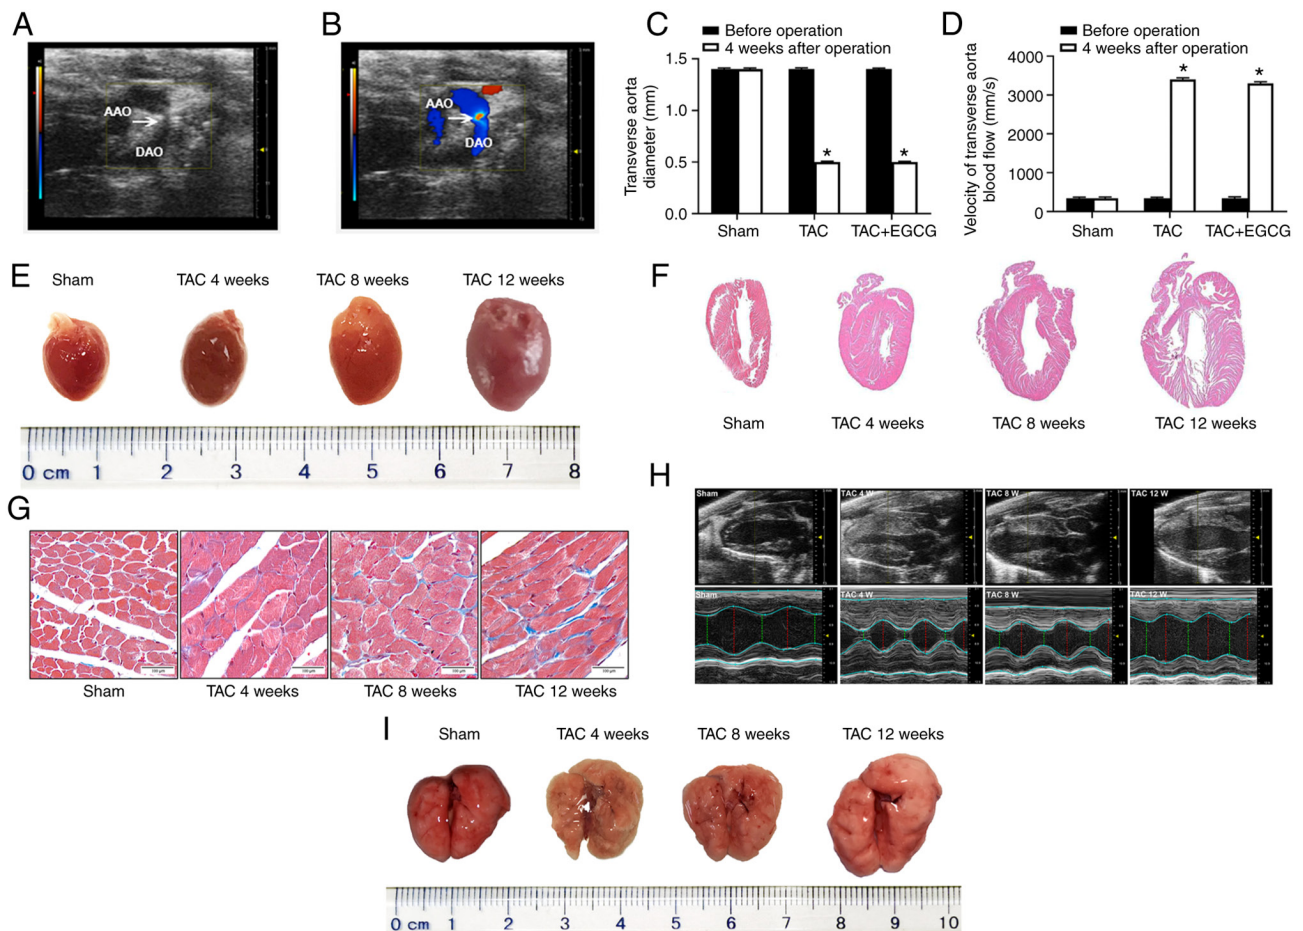 A
AAO
DAO
B
AAO
DAO
C
Before operation
4 weeks after operation
Transverse aorta
diameter (mm)
1.5
1.0
0.5
0.0
*
*
Sham
TAC
TAC+EGCG
D
Before operation
4 weeks after operation
Velocity of transverse aorta
blood flow (mm/s)
4000
3000
2000
1000
0
*
*
Sham
TAC
TAC+EGCG
E
Sham
TAC 4 weeks
TAC 8 weeks
TAC 12 weeks
0 cm 1 2 3 4 5 6 7 8
F
Sham
TAC 4 weeks
TAC 8 weeks
TAC 12 weeks
G
Sham
TAC 4 weeks
TAC 8 weeks
TAC 12 weeks
H
Sham
TAC 4 W
TAC 8 W
TAC 12 W
Sham
TAC 4 W
TAC 8 W
TAC 12 W
I
Sham
TAC 4 weeks
TAC 8 weeks
TAC 12 weeks
0 cm 1 2 3 4 5 6 7 8 9 10